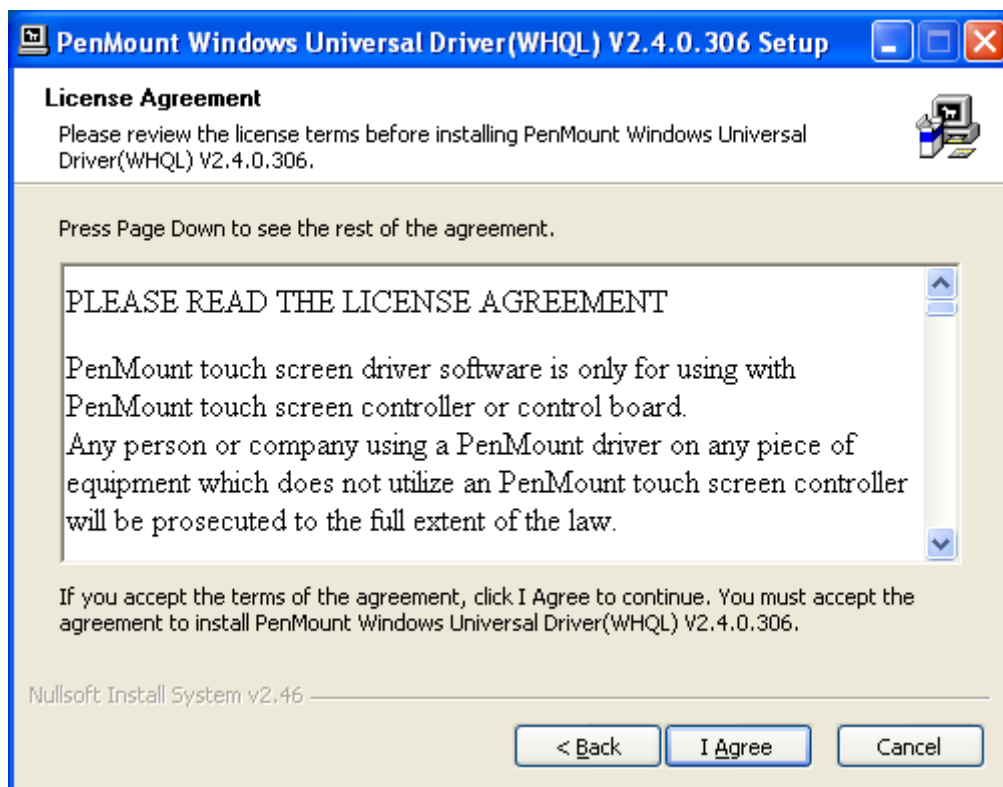 PenMount Windows Universal Driver(WHQL) V2.4.0.306 Setup
License Agreement
Please review the license terms before installing PenMount Windows Universal
Driver(WHQL) V2.4.0.306.
Press Page Down to see the rest of the agreement.
PLEASE READ THE LICENSE AGREEMENT
PenMount touch screen driver software is only for using with
PenMount touch screen controller or control board.
Any person or company using a PenMount driver on any piece of
equipment which does not utilize an PenMount touch screen controller
will be prosecuted to the full extent of the law.
If you accept the terms of the agreement, click I Agree to continue. You must accept the
agreement to install PenMount Windows Universal Driver(WHQL) V2.4.0.306.
Nullsoft Install System v2.46
< Back
I Agree
Cancel